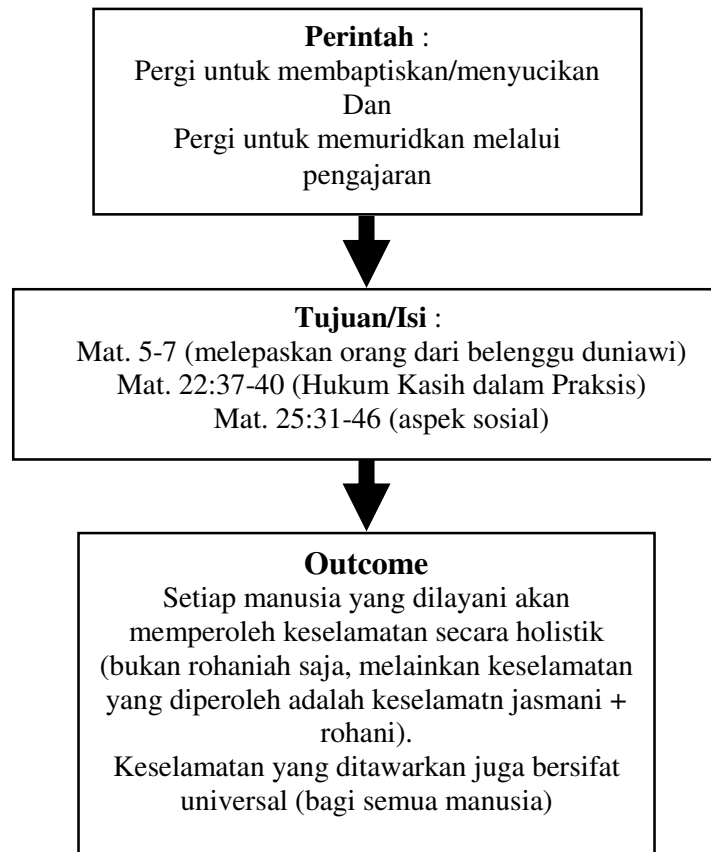 Perintah :
Pergi untuk membaptiskan/menyucikan
Dan
Pergi untuk memuridkan melalui
pengajaran
Tujuan/Isi :
Mat. 5-7 (melepaskan orang dari belenggu duniawi)
Mat. 22:37-40 (Hukum Kasih dalam Praksis)
Mat. 25:31-46 (aspek sosial)
Outcome
Setiap manusia yang dilayani akan
memperoleh keselamatan secara holistik
(bukan rohaniah saja, melainkan keselamatan
yang diperoleh adalah keselamatn jasmani +
rohani).
Keselamatan yang ditawarkan juga bersifat
universal (bagi semua manusia)